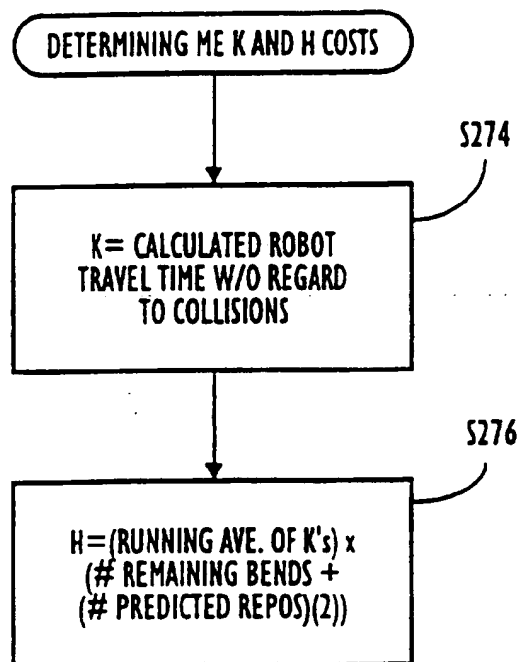 DETERMINING ME K AND H COSTS
S274
K= CALCULATED ROBOT
TRAVEL TIME W/O REGARD
TO COLLISIONS
S276
H=(RUNNING AVE. OF K's) x
(# REMAINING BENDS +
(# PREDICTED REPOS)(2))